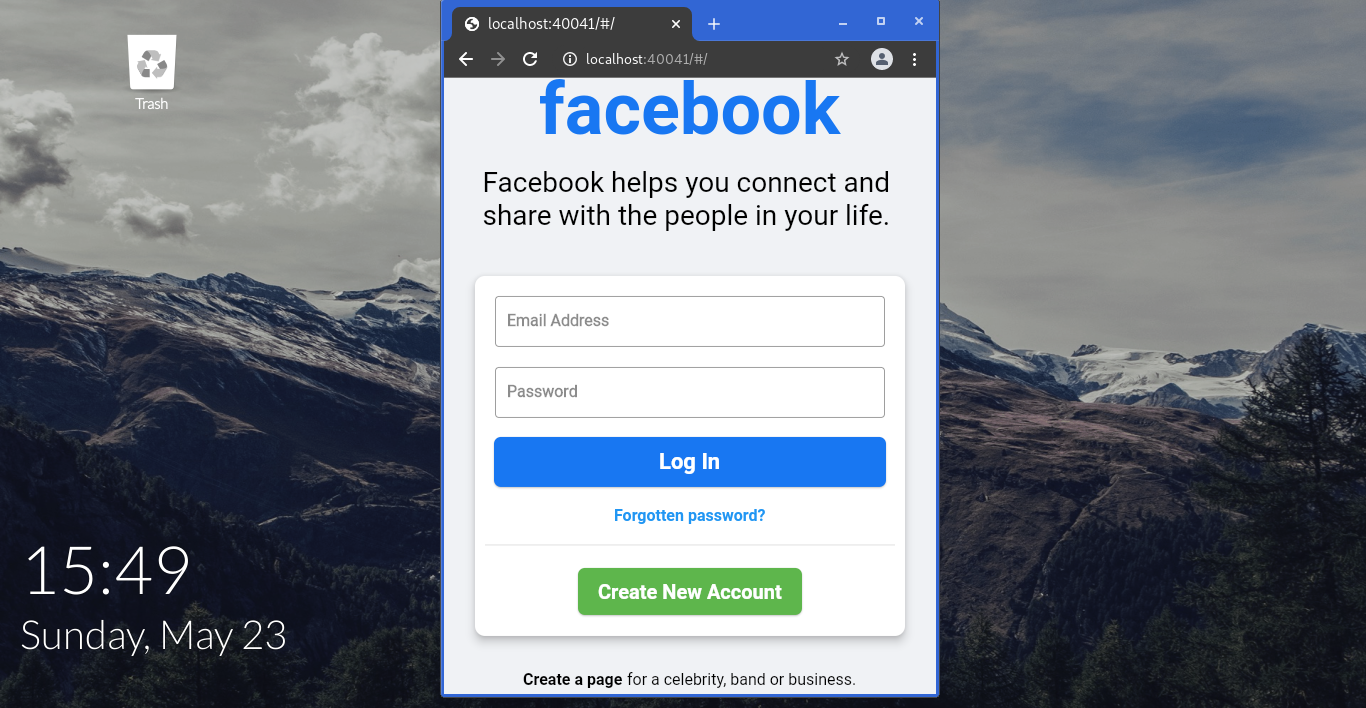 localhost:40041/#/
localhost:40041/#/
Trash
facebook
Facebook helps you connect and
share with the people in your life.
Email Address
Password
Log In
Forgotten password?
Create New Account
Create a page for a celebrity, band or business.
15:49
Sunday, May 23